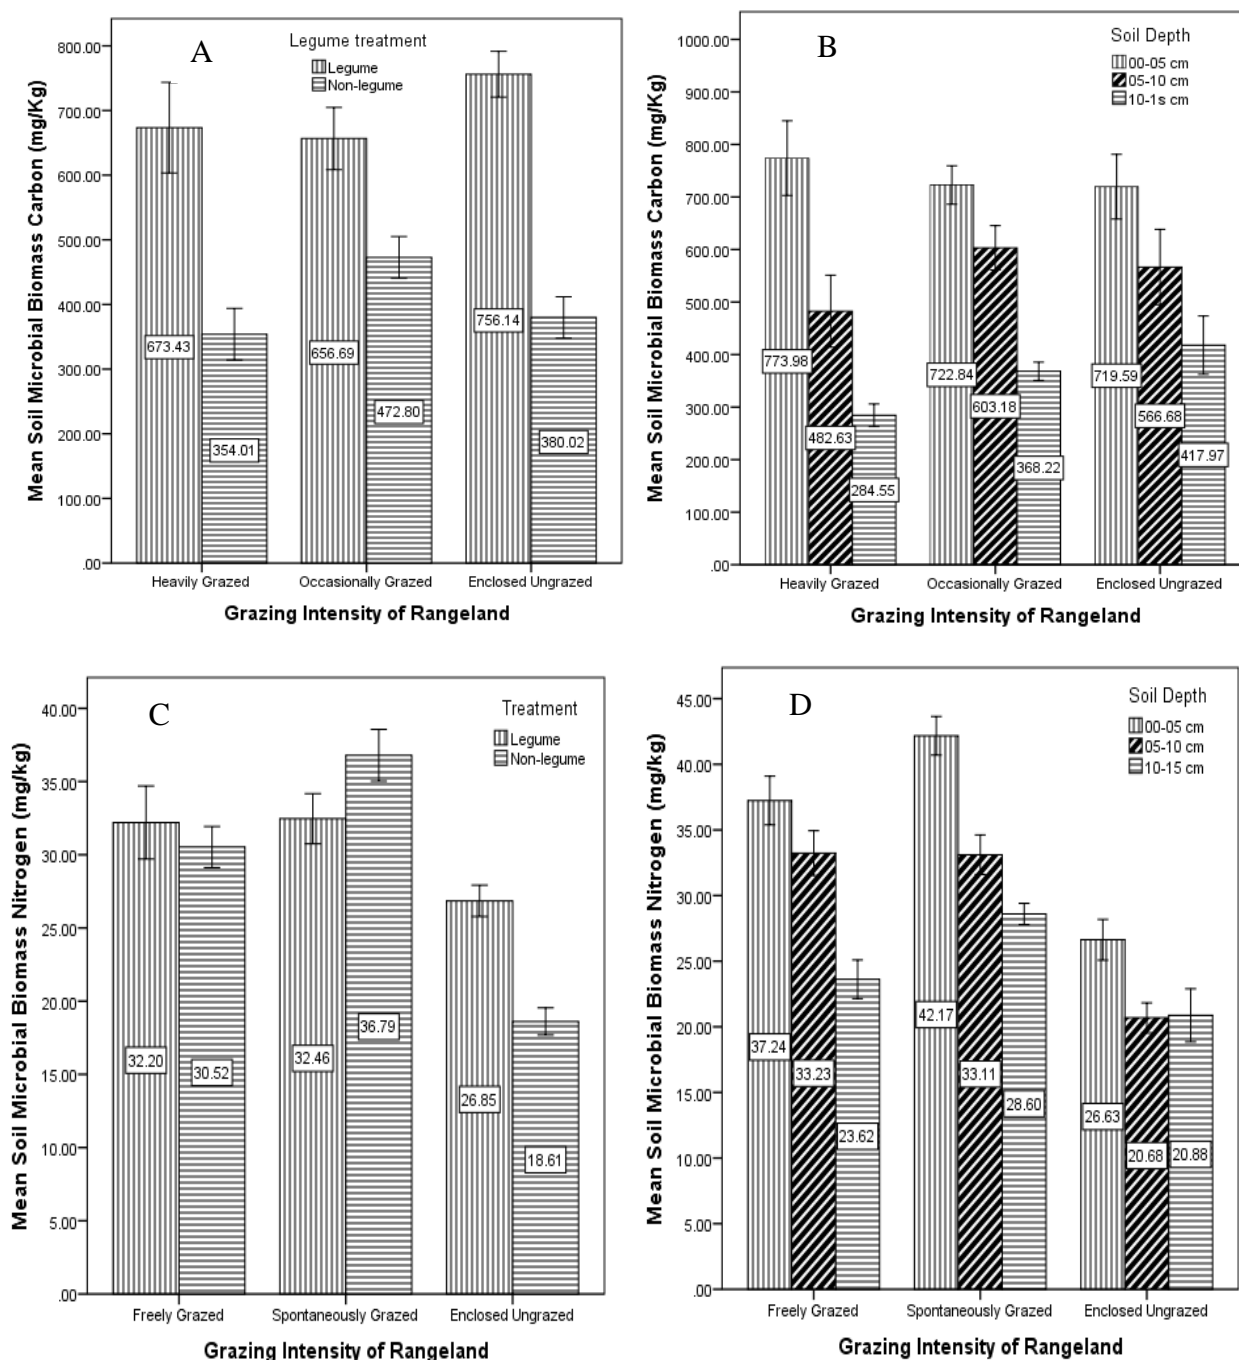 A
Legume treatment
Legume
Non-legume
Mean Soil Microbial Biomass Carbon (mg/Kg)
800.00
700.00
600.00
500.00
400.00
300.00
200.00
100.00
.00
673.43
354.01
656.69
472.80
756.14
380.02
Heavily Grazed
Occasionally Grazed
Enclosed Ungrazed
Grazing Intensity of Rangeland
B
Soil Depth
00-05 cm
05-10 cm
10-1s cm
Mean Soil Microbial Biomass Carbon (mg/Kg)
1000.00
900.00
800.00
700.00
600.00
500.00
400.00
300.00
200.00
100.00
.00
773.98
482.63
284.55
722.84
603.18
368.22
719.59
566.68
417.97
Heavily Grazed
Occasionally Grazed
Enclosed Ungrazed
Grazing Intensity of Rangeland
C
Treatment
Legume
Non-legume
Mean Soil Microbial Biomass Nitrogen (mg/kg)
40.00
35.00
30.00
25.00
20.00
15.00
10.00
5.00
.00
32.20
30.52
32.46
36.79
26.85
18.61
Freely Grazed
Spontaneously Grazed
Enclosed Ungrazed
Grazing Intensity of Rangeland
D
Soil Depth
00-05 cm
05-10 cm
10-15 cm
Mean Soil Microbial Biomass Nitrogen (mg/kg)
45.00
40.00
35.00
30.00
25.00
20.00
15.00
10.00
5.00
.00
37.24
33.23
23.62
42.17
33.11
28.60
26.63
20.68
20.88
Freely Grazed
Spontaneously Grazed
Enclosed Ungrazed
Grazing Intensity of Rangeland